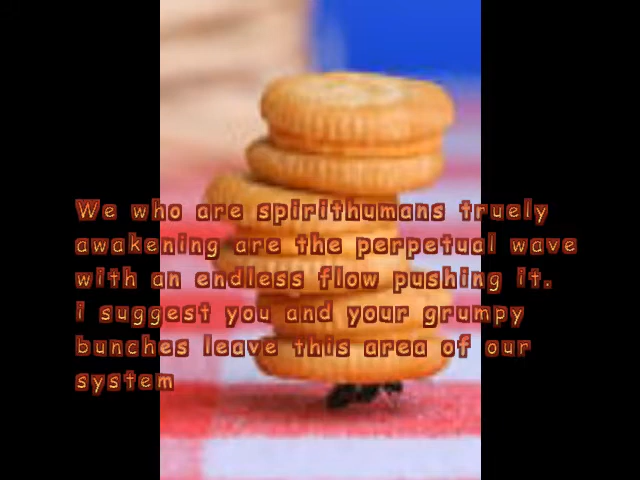 We who are spirithumans truely
awakening are the perpetual wave
with an endless flow pushing it.
i suggest you and your grumpy
bunches leave this area of our
system